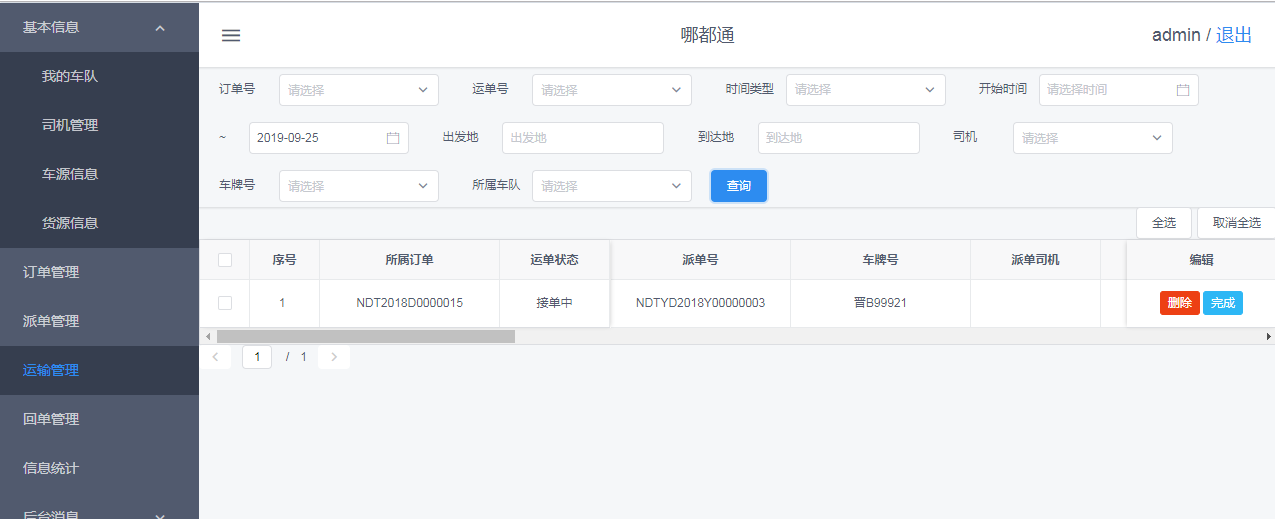 基本信息
我的车队
司机管理
车源信息
货源信息
订单管理
派单管理
运输管理
回单管理
信息统计
后台消息
哪都通
admin / 退出
订单号 请选择 运单号 请选择 时间类型 请选择 开始时间 请选择时间
~ 2019-09-25 出发地 出发地 到达地 到达地 司机 请选择
车牌号 请选择 所属车队 请选择 查询
全选 取消全选
序号 所属订单 运单状态 派单号 车牌号 派单司机 编辑
1 NDT2018D0000015 接单中 NDTYD2018Y00000003 晋B99921 删除 完成
1 / 1